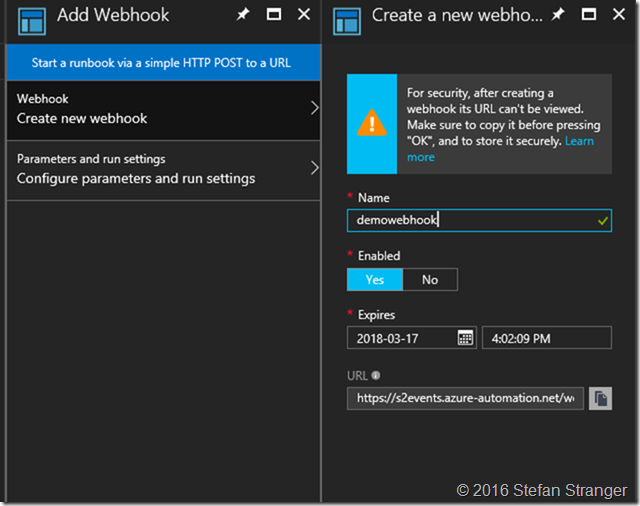 Add Webhook
Start a runbook via a simple HTTP POST to a URL
Webhook
Create new webhook
Parameters and run settings
Configure parameters and run settings
Create a new webho...
For security, after creating a
webhook its URL can't be viewed.
Make sure to copy it before pressing
"OK", and to store it securely. Learn
more
* Name
demowebhook
* Enabled
Yes No
* Expires
2018-03-17 4:02:09 PM
URL
https://s2events.azure-automation.net/we
© 2016 Stefan Stranger